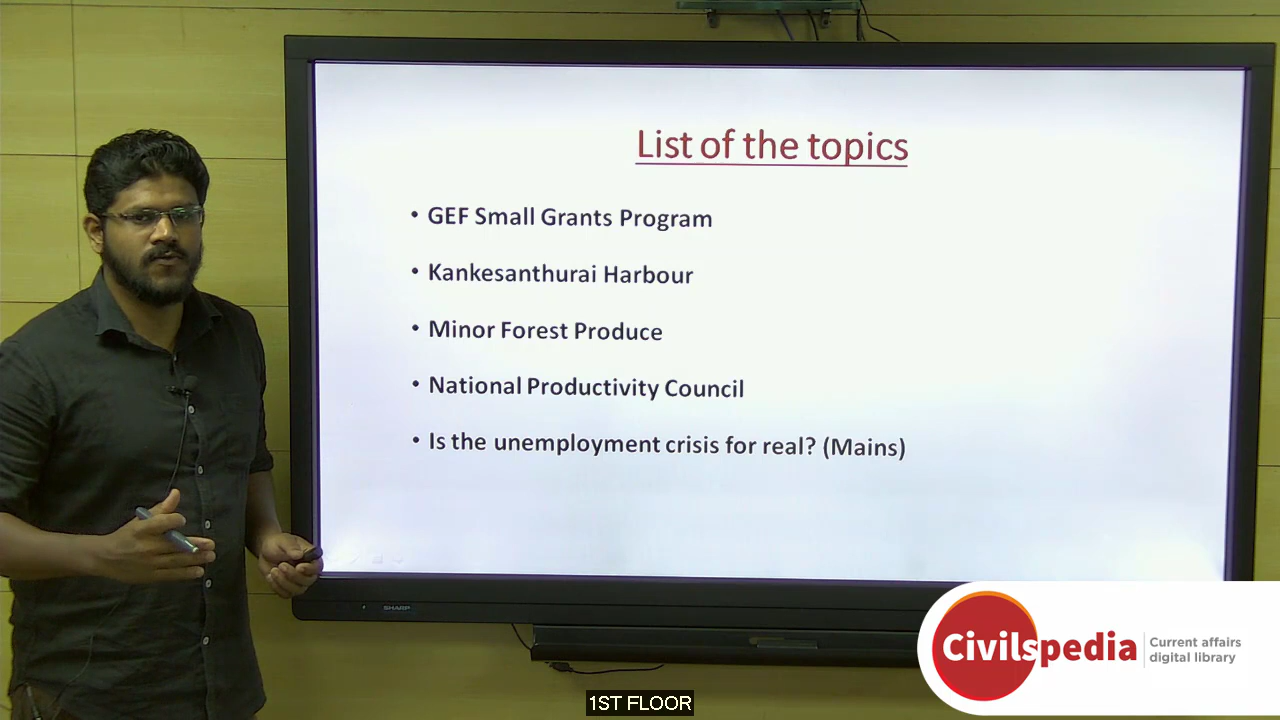 List of the topics
• GEF Small Grants Program
• Kankesanthurai Harbour
• Minor Forest Produce
• National Productivity Council
• Is the unemployment crisis for real? (Mains)
SHARP
Civilspedia
Current affairs
digital library
1ST FLOOR